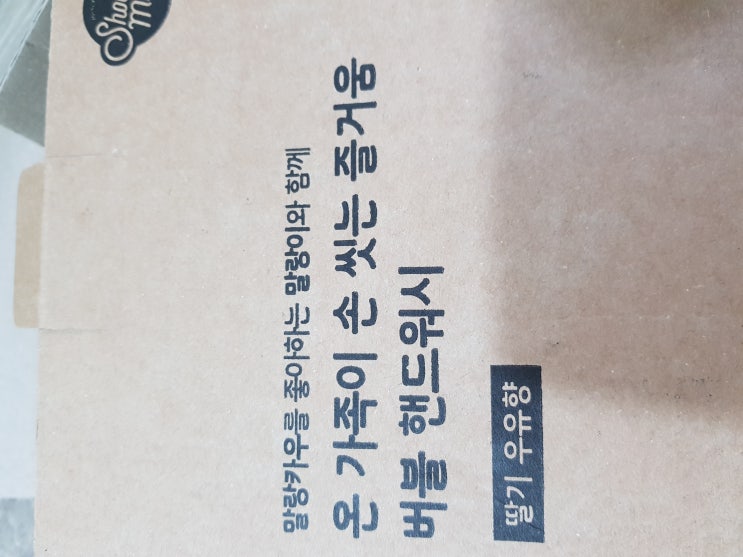 말랑카우를 좋아하는 말랑이와 함께
온 가족이 손 씻는 즐거움
버블 핸드워시
딸기 우유향